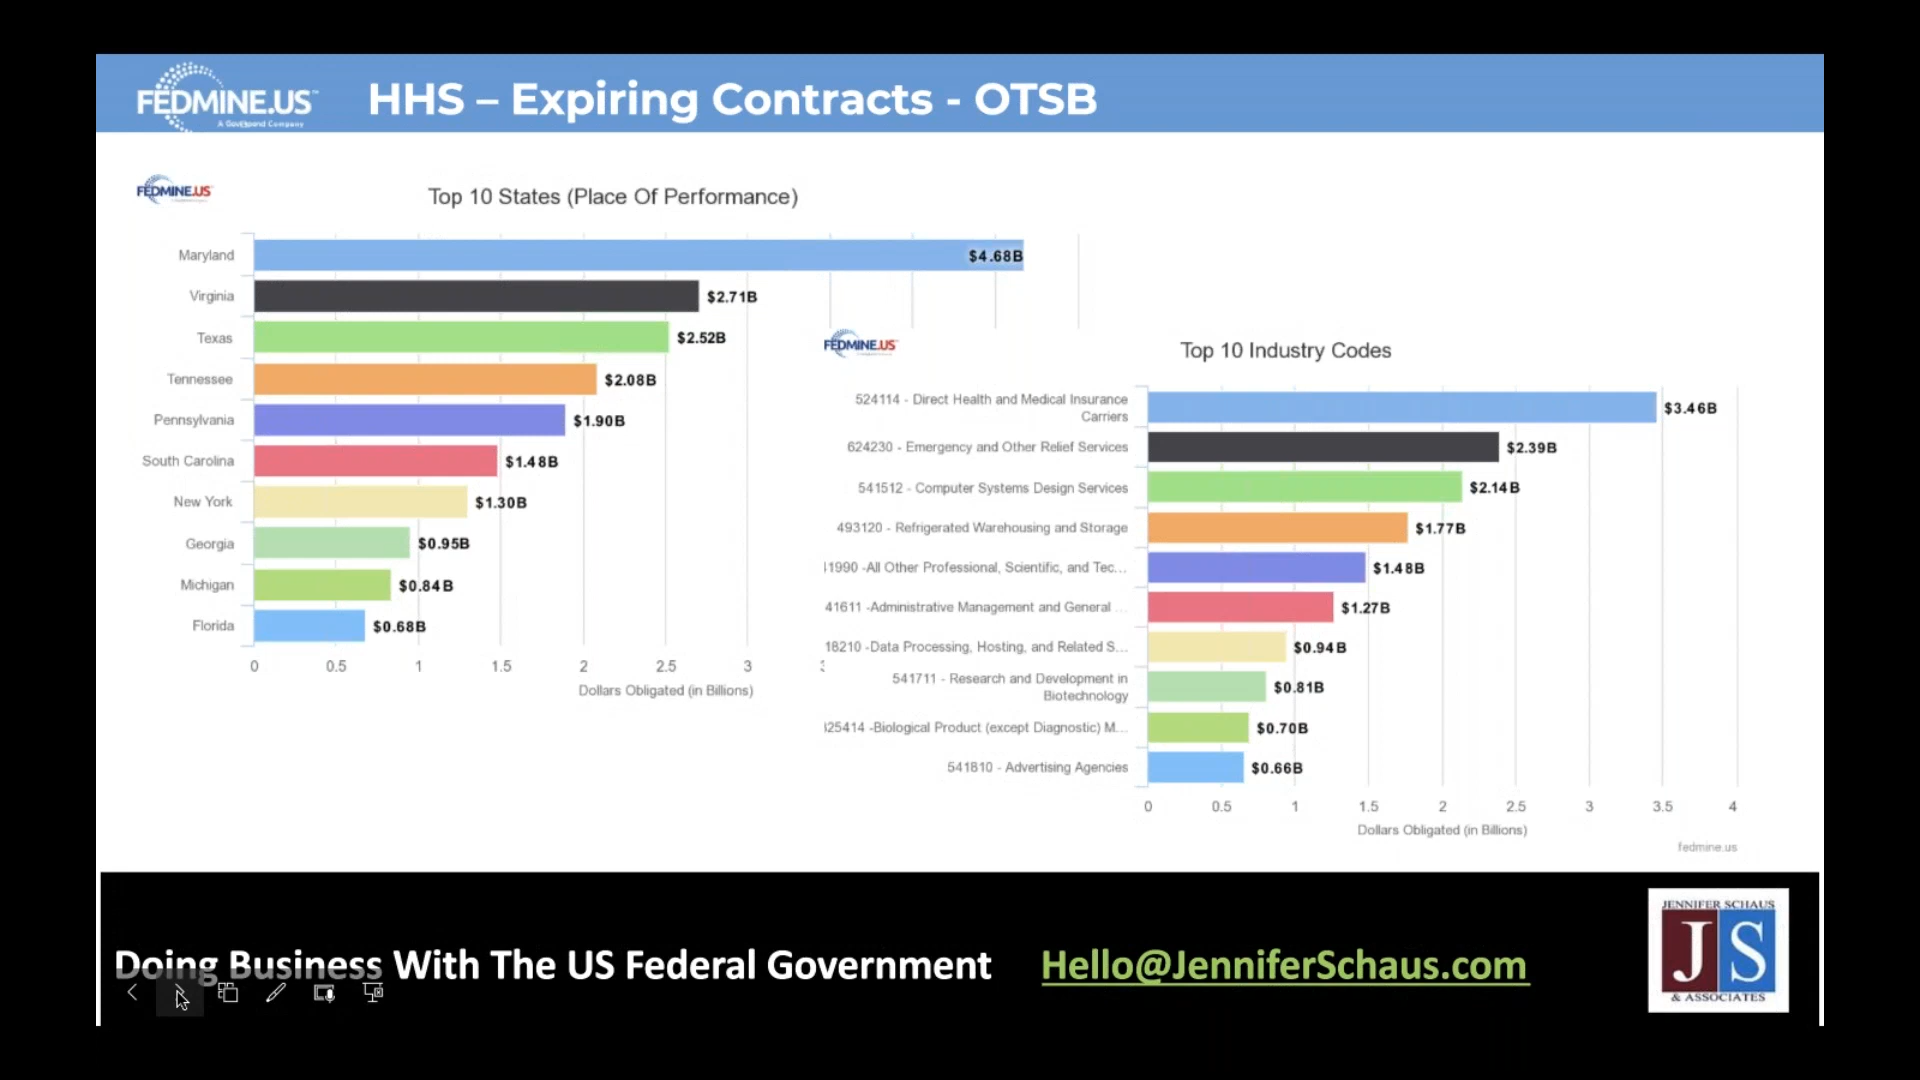 FEDMINE.US™
A GovSpend Company
HHS – Expiring Contracts - OTSB
FEDMINE.US
Top 10 States (Place Of Performance)
Maryland $4.68B
Virginia $2.71B
Texas $2.52B
Tennessee $2.08B
Pennsylvania $1.90B
South Carolina $1.48B
New York $1.30B
Georgia $0.95B
Michigan $0.84B
Florida $0.68B
0 0.5 1 1.5 2 2.5 3
Dollars Obligated (in Billions)
FEDMINE.US
Top 10 Industry Codes
524114 - Direct Health and Medical Insurance
Carriers
$3.46B
624230 - Emergency and Other Relief Services $2.39B
541512 - Computer Systems Design Services $2.14B
493120 - Refrigerated Warehousing and Storage $1.77B
1990 -All Other Professional, Scientific, and Tec... $1.48B
41611 -Administrative Management and General ... $1.27B
18210 -Data Processing, Hosting, and Related S... $0.94B
541711 - Research and Development in
Biotechnology
$0.81B
25414 -Biological Product (except Diagnostic) M... $0.70B
541810 - Advertising Agencies $0.66B
0 0.5 1 1.5 2 2.5 3 3.5 4
Dollars Obligated (in Billions)
fedmine.us
Doing Business With The US Federal Government
Hello@JenniferSchaus.com
JENNIFER SCHAUS
JS
& ASSOCIATES